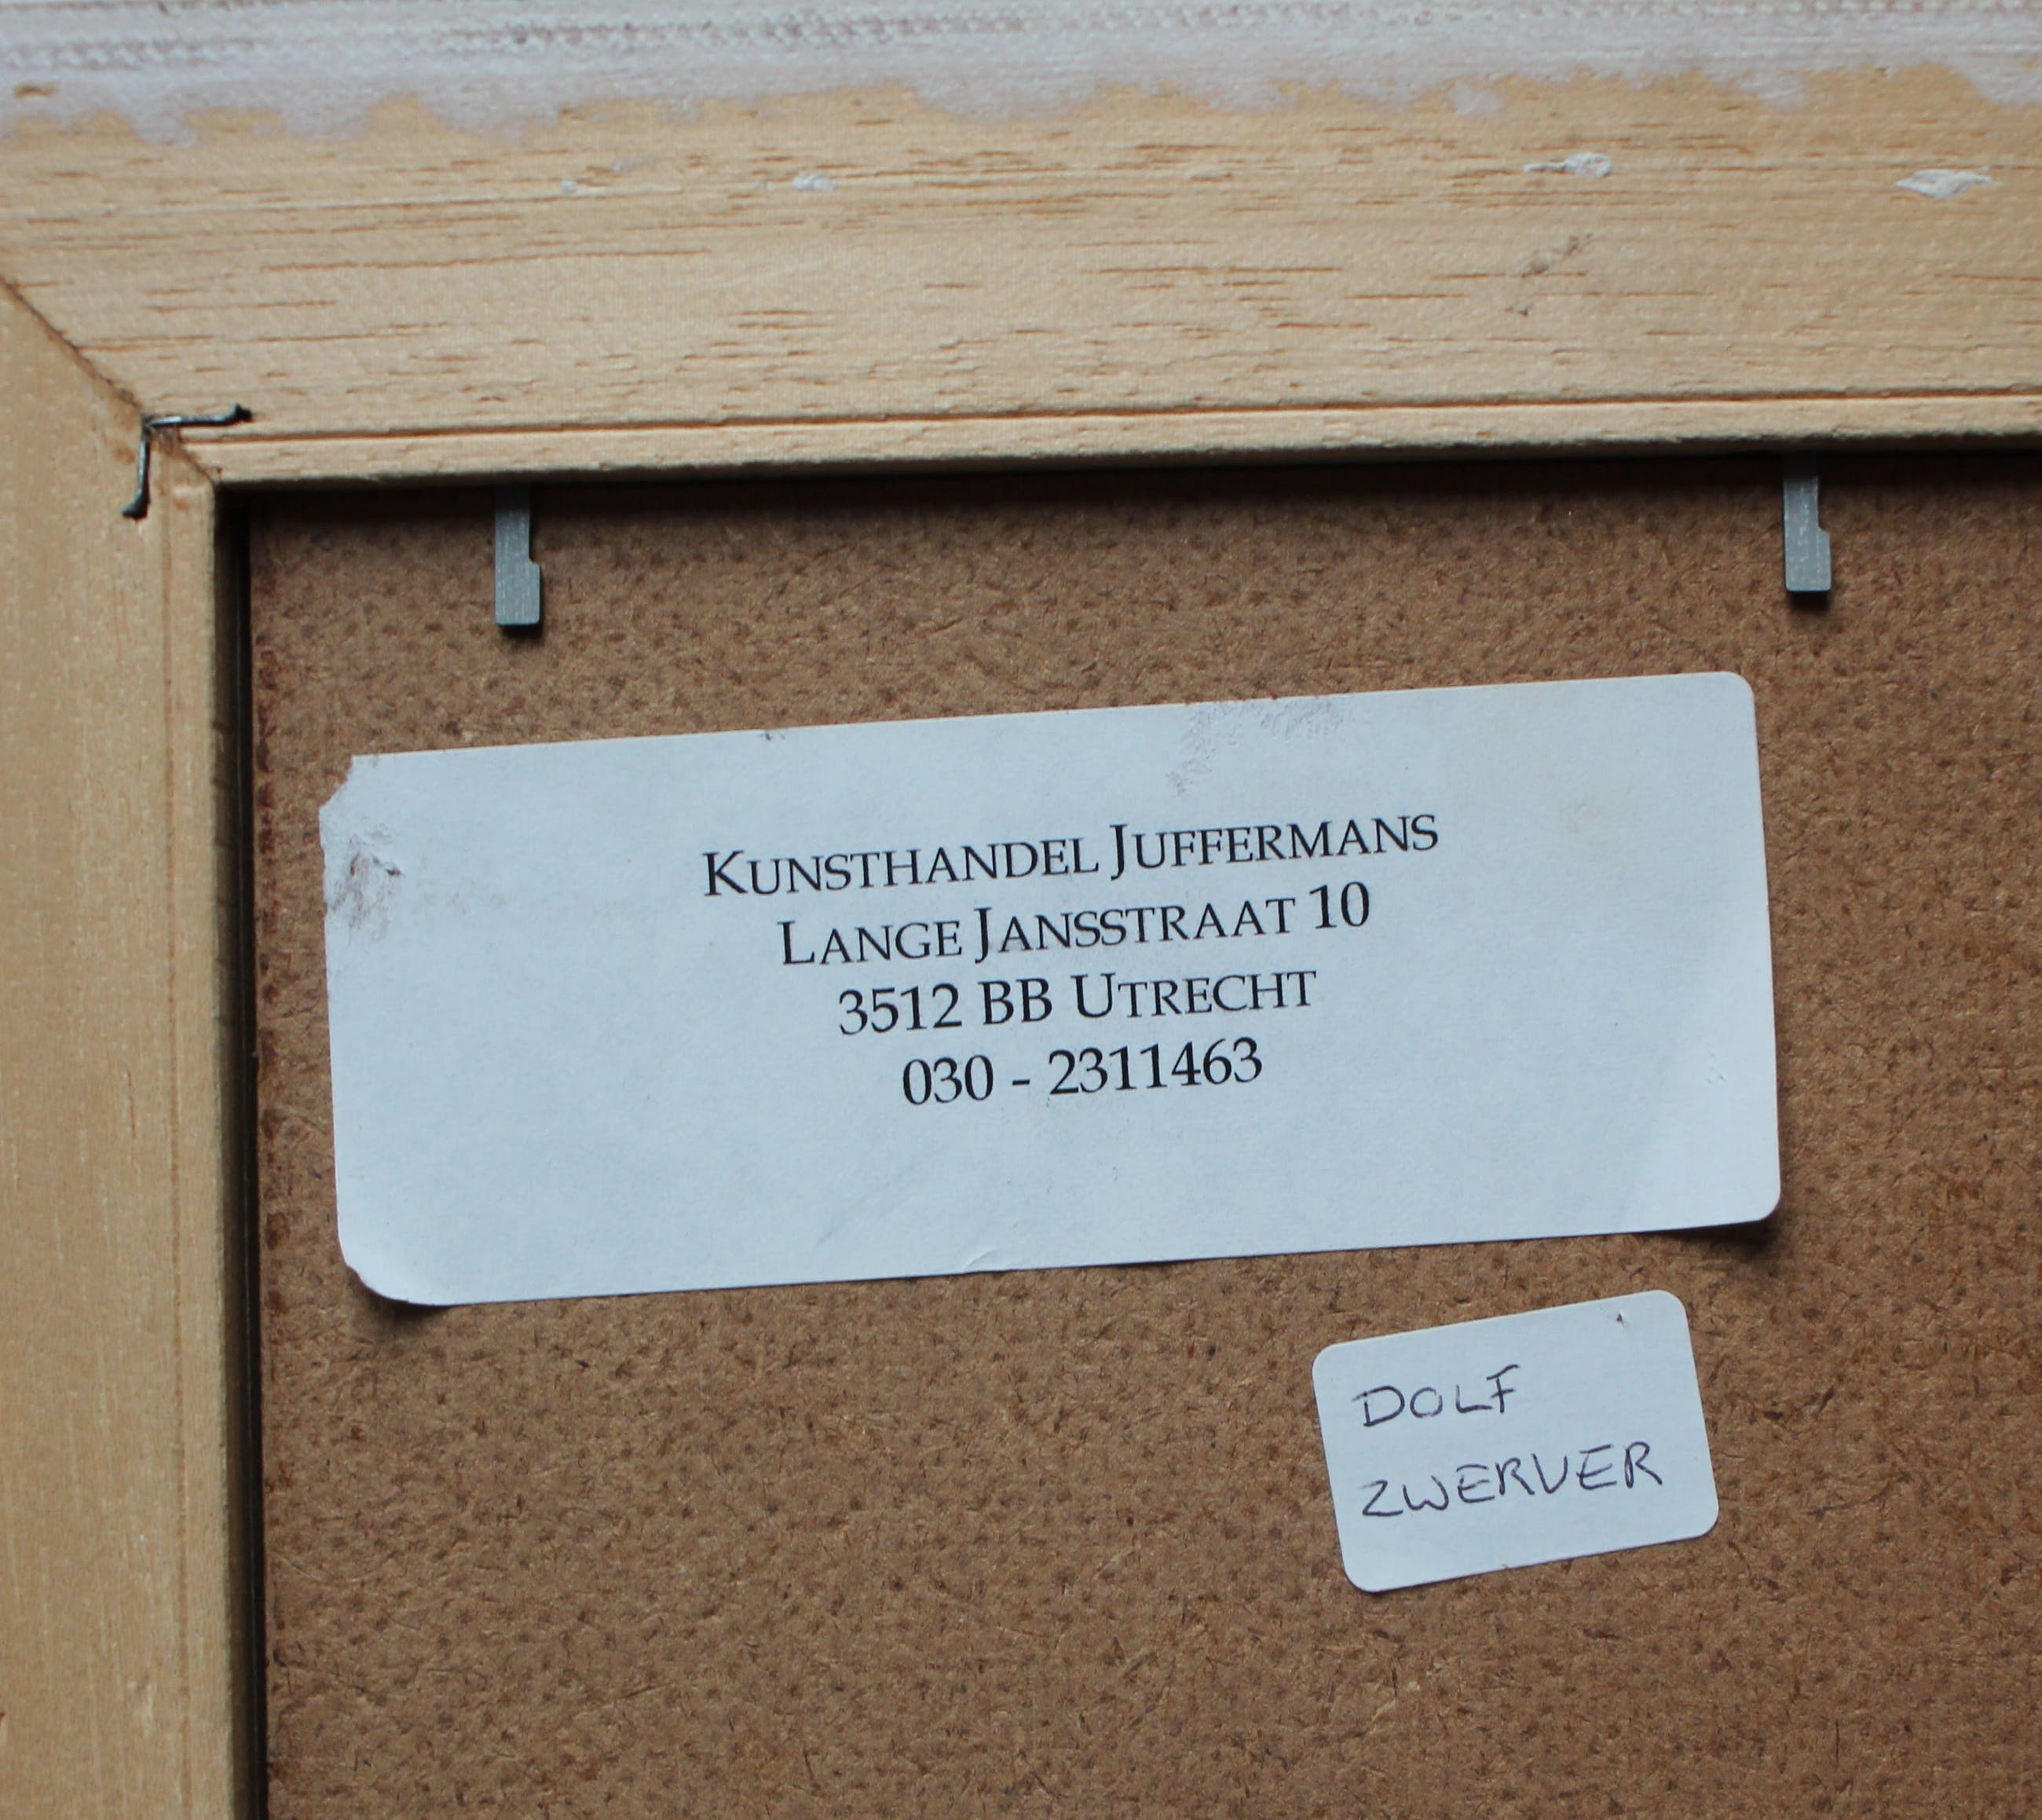 KUNSTHANDEL JUFFERMANS
LANGE JANSSTRAAT 10
3512 BB UTRECHT
030 - 2311463
DOLF
ZWERVER